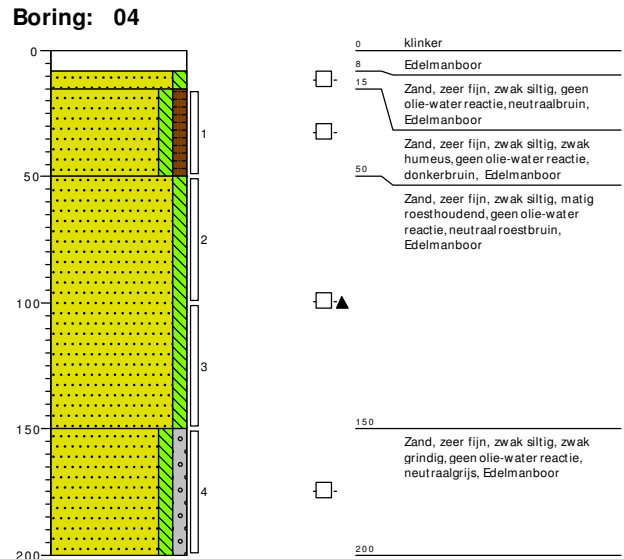 Boring: 04
0
50
100
150
200
1
2
3
4
0 klinker
8 Edelmanboor
15
Zand, zeer fijn, zwak siltig, geen
olie-water reactie, neutraalbruin,
Edelmanboor
Zand, zeer fijn, zwak siltig, zwak
humeus, geen olie-water reactie,
donkerbruin, Edelmanboor
50
Zand, zeer fijn, zwak siltig, matig
roesthoudend, geen olie-water
reactie, neutraal roestbruin,
Edelmanboor
150
Zand, zeer fijn, zwak siltig, zwak
grindig, geen olie-water reactie,
neutraalgrijs, Edelmanboor
200